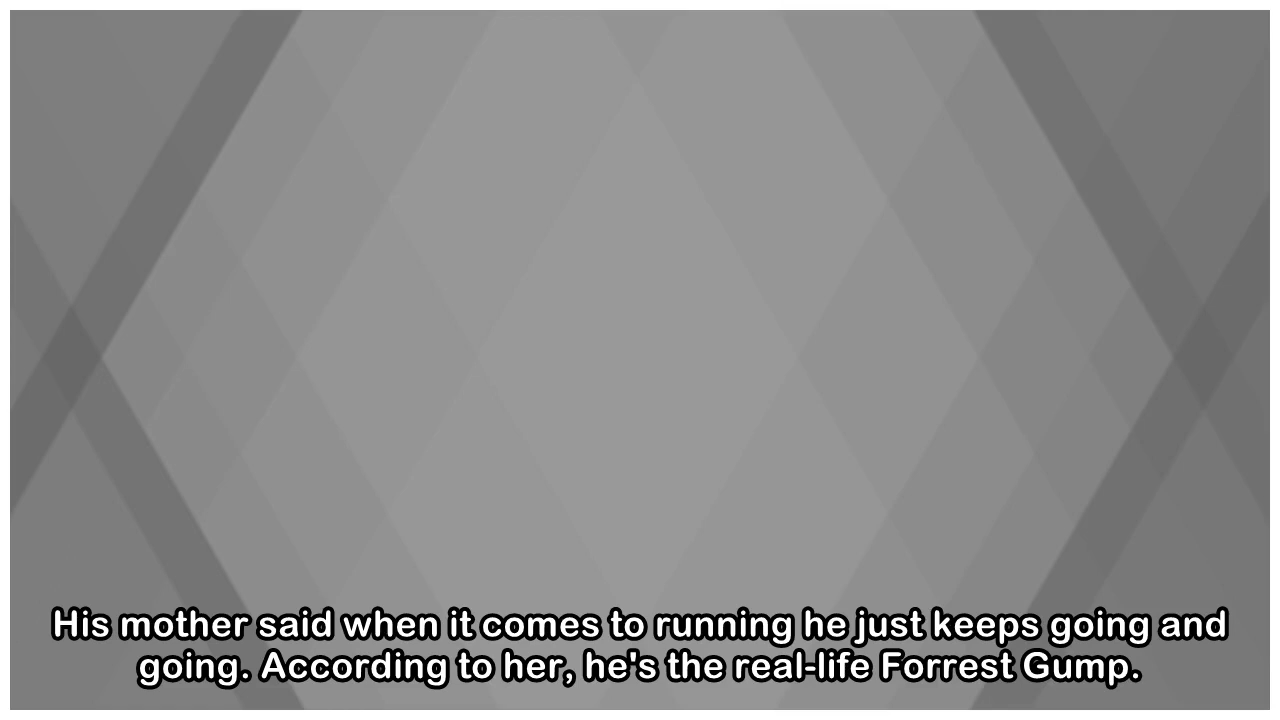 His mother said when it comes to running he just keeps going and
going. According to her, he's the real-life Forrest Gump.